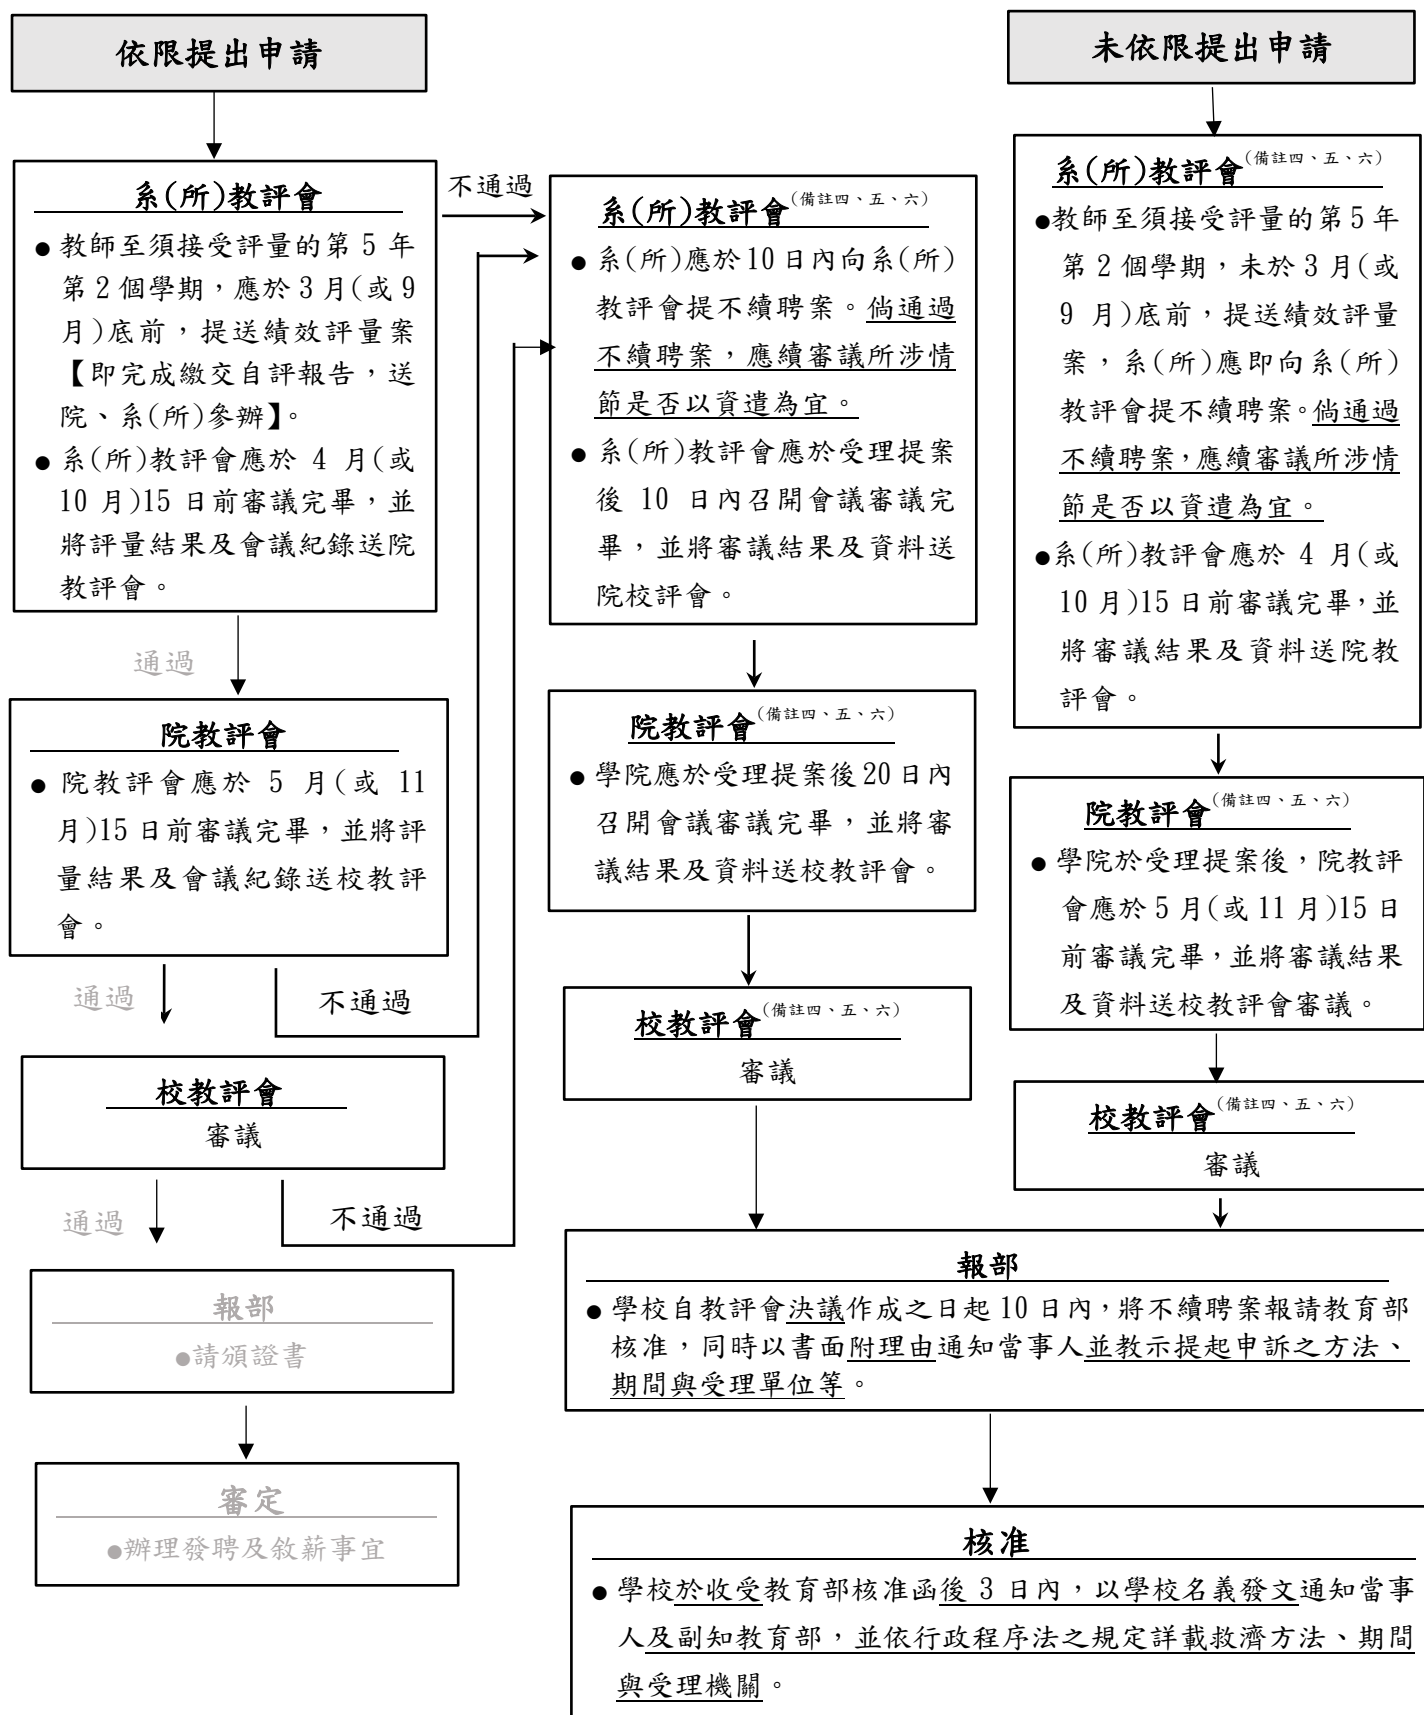 依限提出申請
系(所)教評會
● 教師至須接受評量的第 5 年
第 2 個學期，應於 3 月(或 9
月)底前，提送績效評量案
【即完成繳交自評報告，送
院、系(所)參辦】。
● 系(所)教評會應於 4 月(或
10 月)15 日前審議完畢，並
將評量結果及會議紀錄送院
教評會。
通過
不通過
院教評會
● 院教評會應於 5 月(或 11
月)15 日前審議完畢，並將評
量結果及會議紀錄送校教評
會。
通過
不通過
校教評會
審議
通過
不通過
報部
●請頒證書
審定
●辦理發聘及敘薪事宜
系(所)教評會(備註四、五、六)
● 系(所)應於 10 日內向系(所)
教評會提不續聘案。倘通過
不續聘案，應續審議所涉情
節是否以資遣為宜。
● 系(所)教評會應於受理提案
後 10 日內召開會議審議完
畢，並將審議結果及資料送
院校評會。
院教評會(備註四、五、六)
● 學院應於受理提案後 20 日內
召開會議審議完畢，並將審
議結果及資料送校教評會。
校教評會(備註四、五、六)
審議
未依限提出申請
系(所)教評會(備註四、五、六)
●教師至須接受評量的第 5 年
第 2 個學期，未於 3 月(或
9 月)底前，提送績效評量
案，系(所)應即向系(所)
教評會提不續聘案。倘通過
不續聘案，應續審議所涉情
節是否以資遣為宜。
●系(所)教評會應於 4 月(或
10 月)15 日前審議完畢，並
將審議結果及資料送院教
評會。
院教評會(備註四、五、六)
● 學院於受理提案後，院教評
會應於 5 月(或 11 月)15 日
前審議完畢，並將審議結果
及資料送校教評會審議。
校教評會(備註四、五、六)
審議
報部
● 學校自教評會決議作成之日起 10 日內，將不續聘案報請教育部
核准，同時以書面附理由通知當事人並教示提起申訴之方法、
期間與受理單位等。
核准
● 學校於收受教育部核准函後 3 日內，以學校名義發文通知當事
人及副知教育部，並依行政程序法之規定詳載救濟方法、期間
與受理機關。